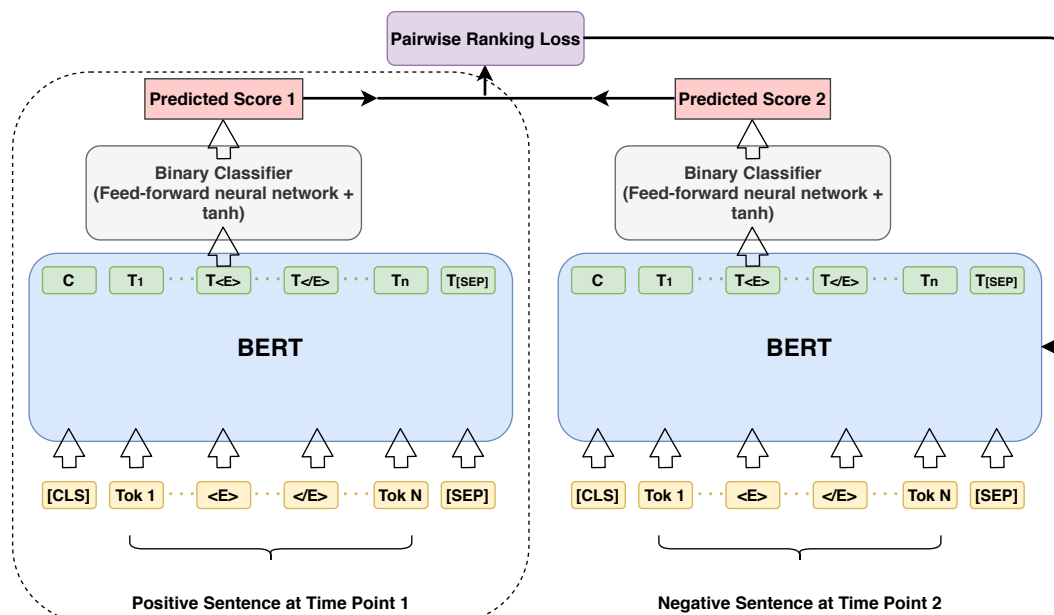 Pairwise Ranking Loss
Predicted Score 1
Predicted Score 2
Binary Classifier
(Feed-forward neural network +
tanh)
Binary Classifier
(Feed-forward neural network +
tanh)
C T1 T<E> T</E> Tn T[SEP]
C T1 T<E> T</E> Tn T[SEP]
BERT
BERT
[CLS] Tok 1 <E> </E> Tok N [SEP]
[CLS] Tok 1 <E> </E> Tok N [SEP]
Positive Sentence at Time Point 1
Negative Sentence at Time Point 2